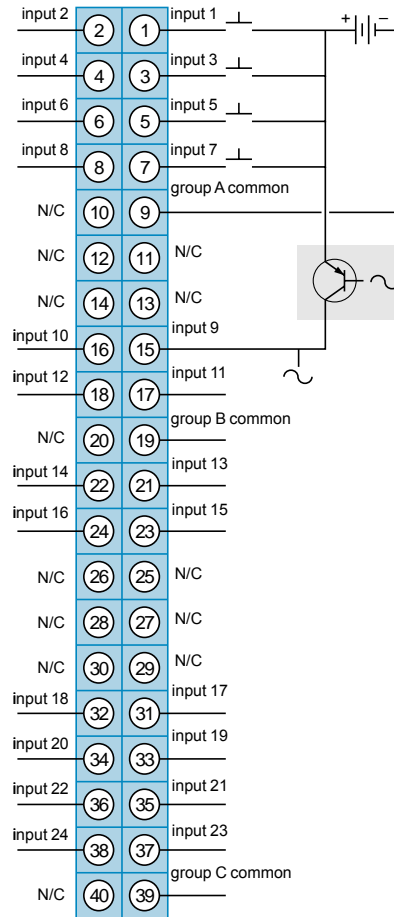 input 2 2 1 input 1 + −
input 4 4 3 input 3
input 6 6 5 input 5
input 8 8 7 input 7
group A common
N/C 10 9
N/C 12 11 N/C
N/C 14 13 N/C
input 10 16 15 input 9
input 12 18 17 input 11
N/C 20 19 group B common
input 14 22 21 input 13
input 16 24 23 input 15
N/C 26 25 N/C
N/C 28 27 N/C
N/C 30 29 N/C
input 18 32 31 input 17
input 20 34 33 input 19
input 22 36 35 input 21
input 24 38 37 input 23
group C common
N/C 40 39